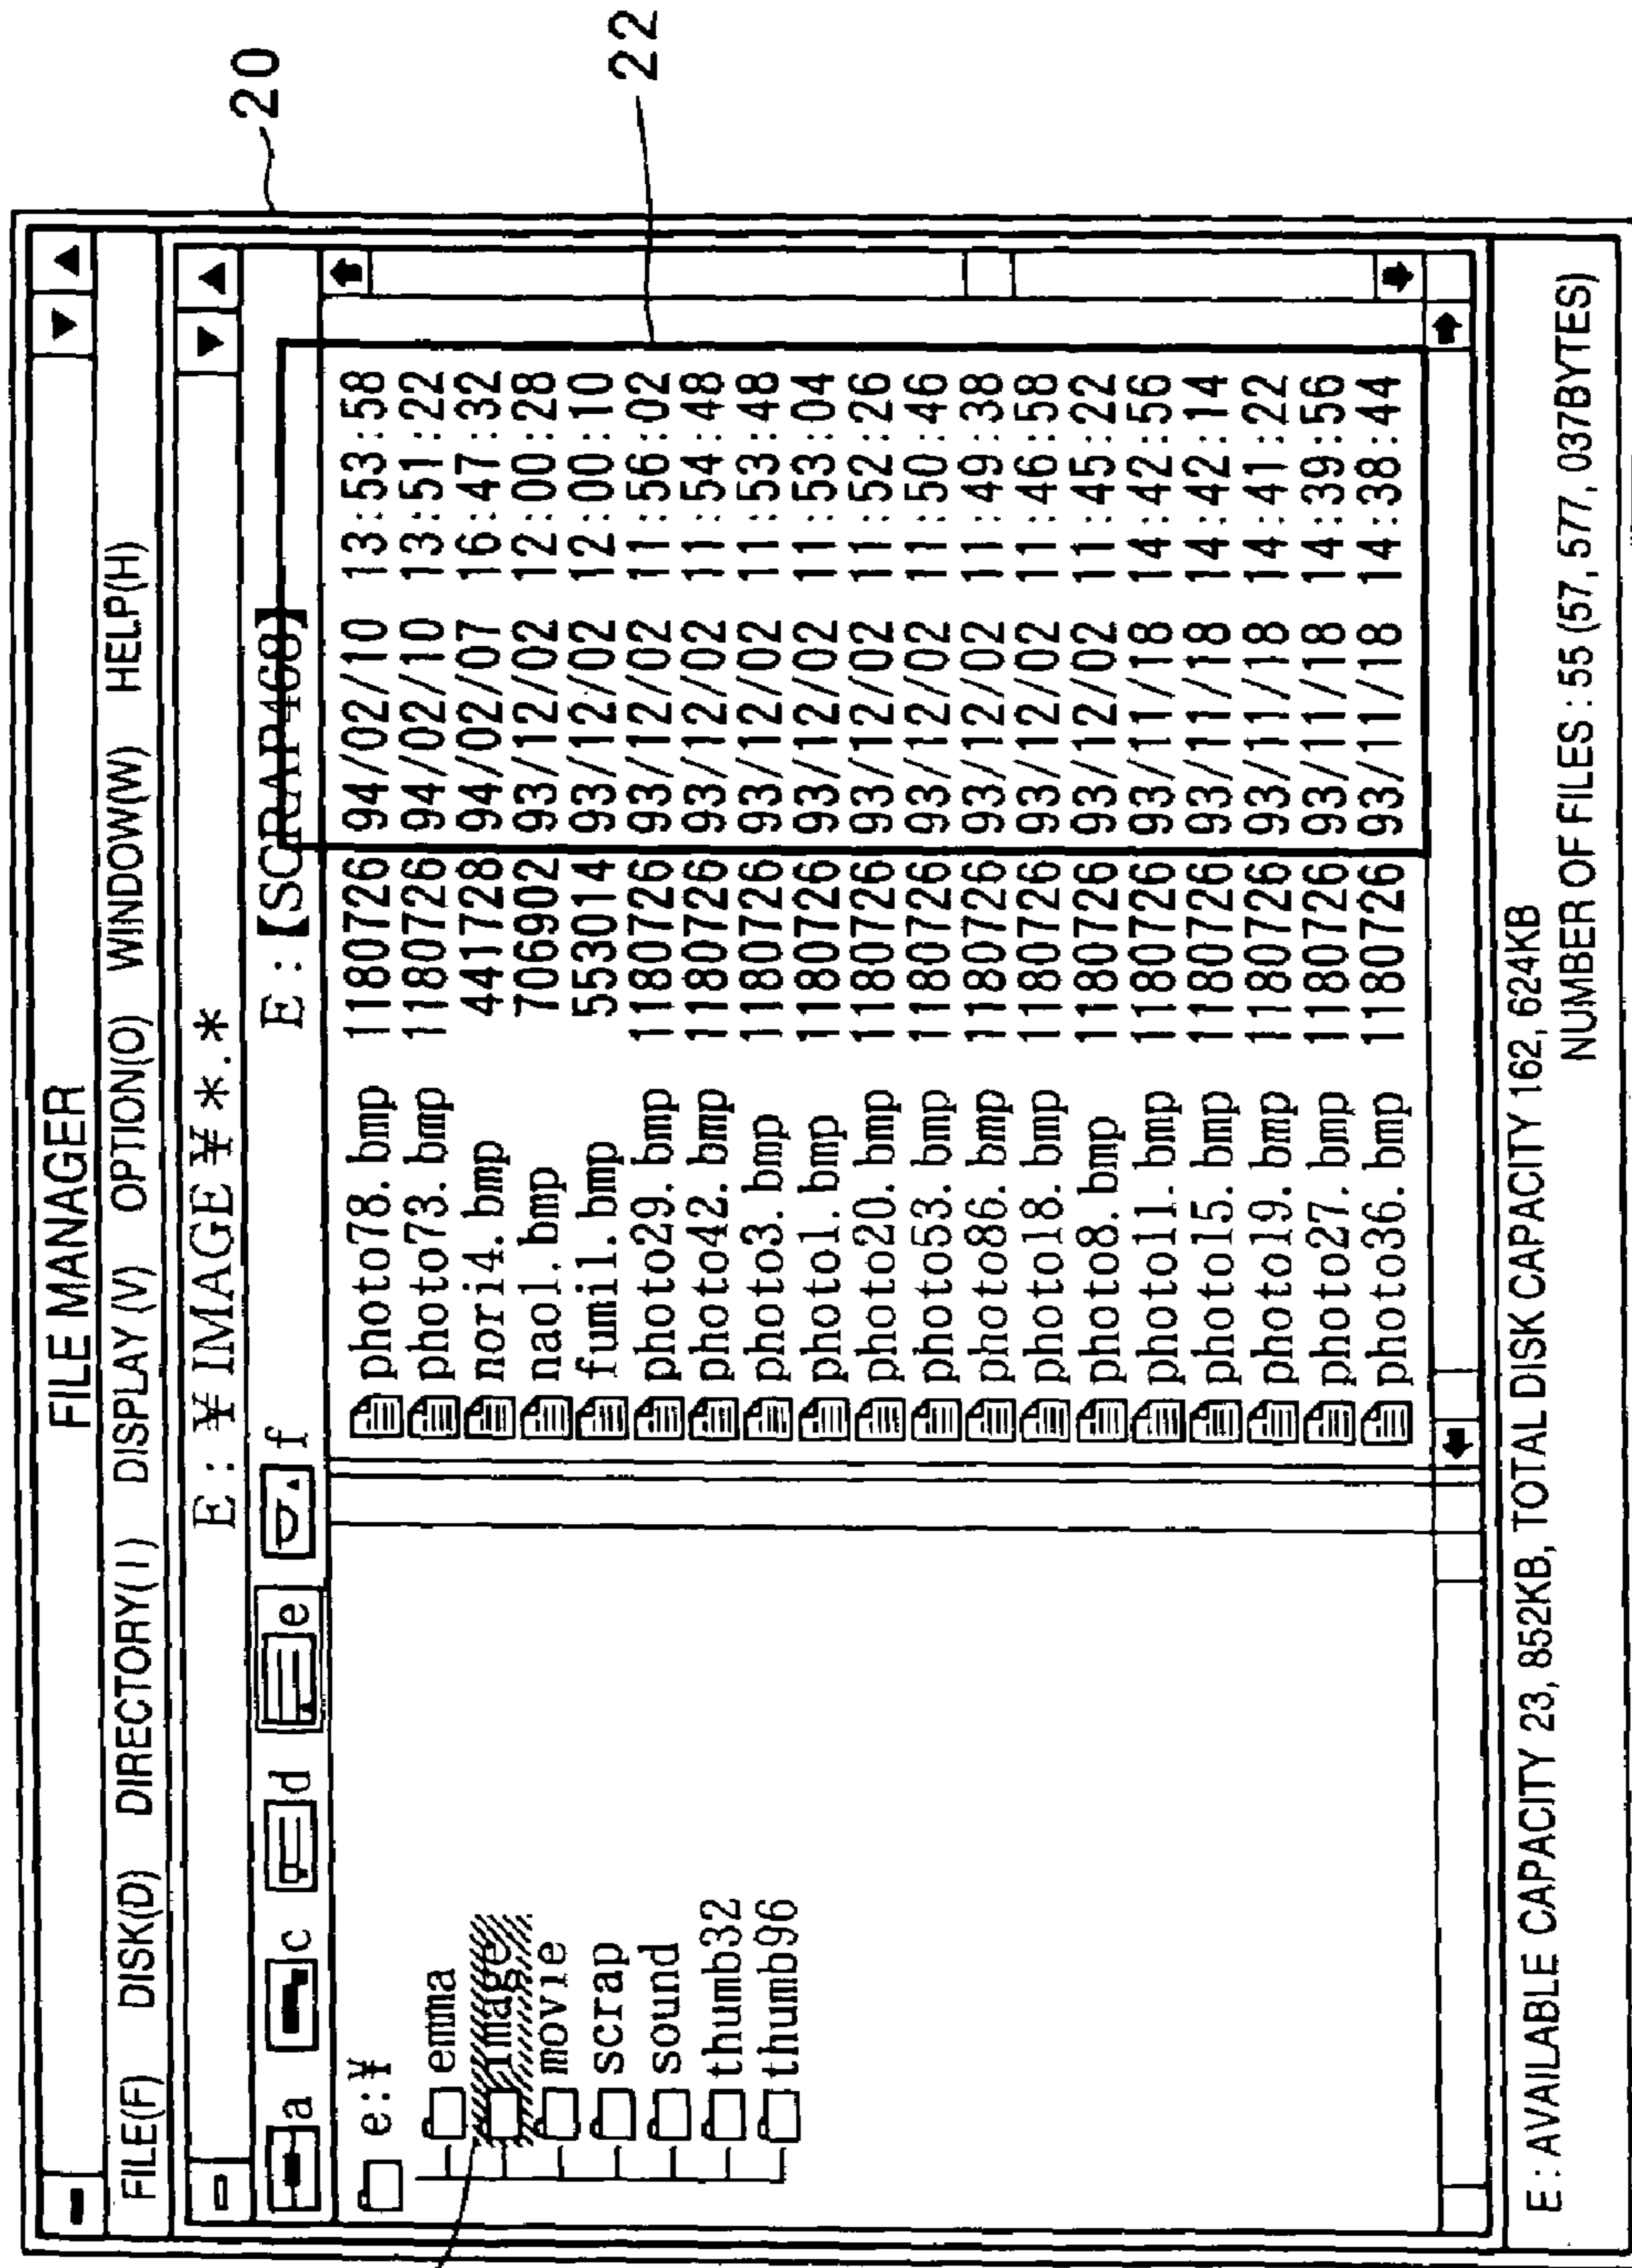 FILE MANAGER
FILE(F) DISK(D) DIRECTORY(I) DISPLAY (V) OPTION(O) WINDOW(W) HELP(H)
E : ¥ IMAGE ¥ *.*
a c d e f E : 【SCRAP468】
e:¥
emma
image
movie
scrap
sound
thumb32
thumb96
photo78.bmp 1180726 94/02/10 13:53:58
photo73.bmp 1180726 94/02/10 13:51:22
nori4.bmp 441728 94/02/07 16:47:32
nao1.bmp 706902 93/12/02 12:00:28
fumi1.bmp 553014 93/12/02 12:00:10
photo29.bmp 1180726 93/12/02 11:56:02
photo42.bmp 1180726 93/12/02 11:54:48
photo3.bmp 1180726 93/12/02 11:53:48
photo1.bmp 1180726 93/12/02 11:53:04
photo20.bmp 1180726 93/12/02 11:52:26
photo53.bmp 1180726 93/12/02 11:50:46
photo86.bmp 1180726 93/12/02 11:49:38
photo18.bmp 1180726 93/12/02 11:46:58
photo8.bmp 1180726 93/12/02 11:45:22
photo11.bmp 1180726 93/11/18 14:42:56
photo15.bmp 1180726 93/11/18 14:42:14
photo19.bmp 1180726 93/11/18 14:41:22
photo27.bmp 1180726 93/11/18 14:39:56
photo36.bmp 1180726 93/11/18 14:38:44
E : AVAILABLE CAPACITY 23, 852KB, TOTAL DISK CAPACITY 162, 624KB
NUMBER OF FILES : 55 (57, 577, 037BYTES)
20
22